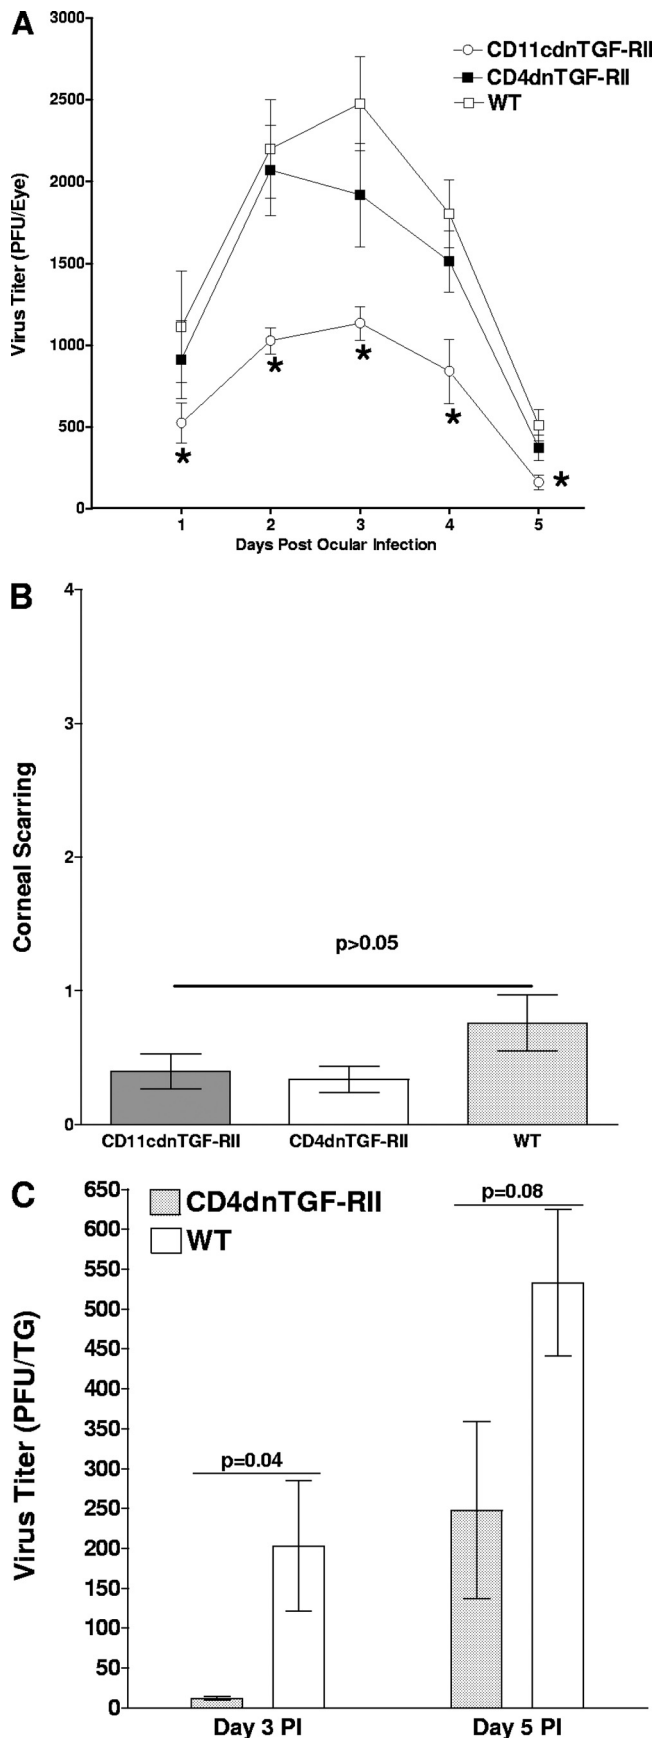 A
3000
2500
2000
1500
1000
500
0
Virus Titer (PFU/Eye)
CD11cdnTGF-RII
CD4dnTGF-RII
WT
*
*
*
*
*
1 2 3 4 5
Days Post Ocular Infection
B
4
3
2
1
0
Corneal Scarring
p>0.05
CD11cdnTGF-RII CD4dnTGF-RII WT
C
650
600
550
500
450
400
350
300
250
200
150
100
50
0
Virus Titer (PFU/TG)
CD4dnTGF-RII
WT
p=0.08
p=0.04
Day 3 PI Day 5 PI